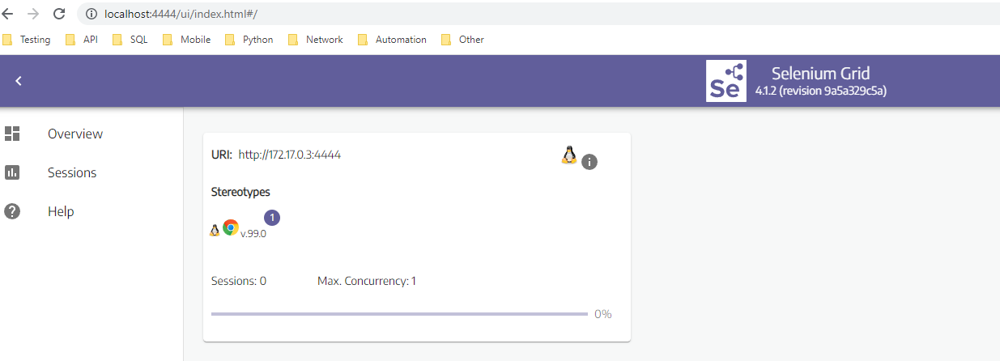 localhost:4444/ui/index.html#/
Testing API SQL Mobile Python Network Automation Other
Se
Selenium Grid
4.1.2 (revision 9a5a329c5a)
Overview
Sessions
Help
URI: http://172.17.0.3:4444
Stereotypes
1
v.99.0
Sessions: 0 Max. Concurrency: 1
0%